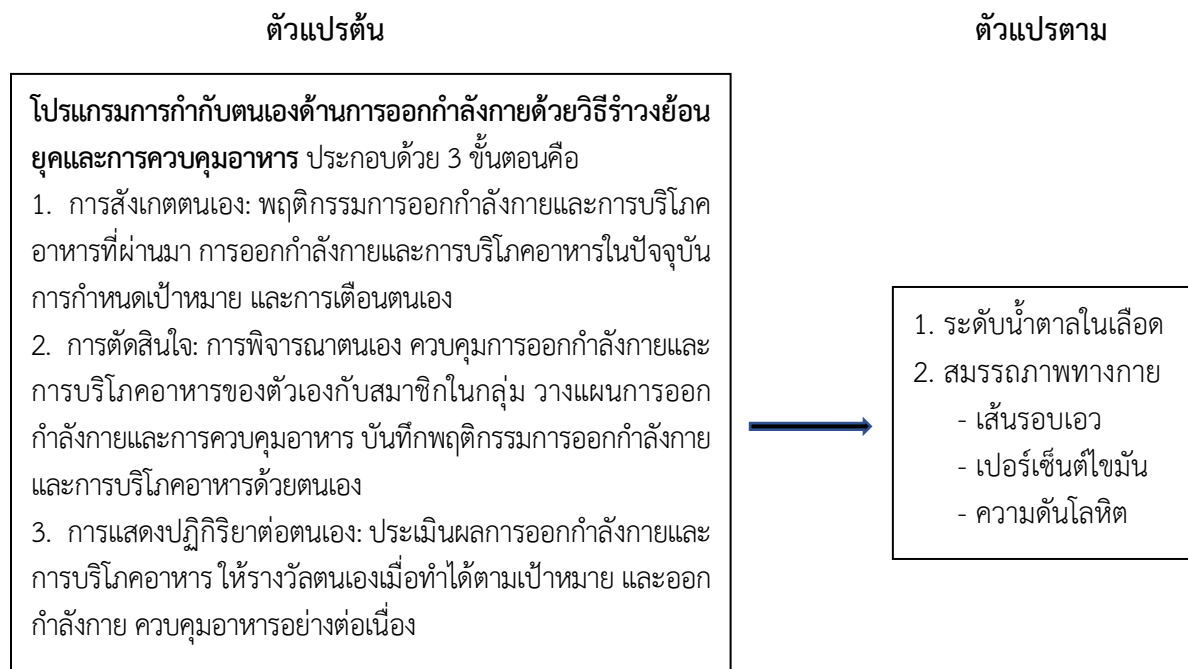 ตัวแปรต้น
ตัวแปรตาม
โปรแกรมการกำกับตนเองด้านการออกกำลังกายด้วยวิธีรำวงย้อน
ยุคและการควบคุมอาหาร ประกอบด้วย 3 ขั้นตอนคือ
1. การสังเกตตนเอง: พฤติกรรมการออกกำลังกายและการบริโภค
อาหารที่ผ่านมา การออกกำลังกายและการบริโภคอาหารในปัจจุบัน
การกำหนดเป้าหมาย และการเตือนตนเอง
2. การตัดสินใจ: การพิจารณาตนเอง ควบคุมการออกกำลังกายและ
การบริโภคอาหารของตัวเองกับสมาชิกในกลุ่ม วางแผนการออก
กำลังกายและการควบคุมอาหาร บันทึกพฤติกรรมการออกกำลังกาย
และการบริโภคอาหารด้วยตนเอง
3. การแสดงปฏิกิริยาต่อตนเอง: ประเมินผลการออกกำลังกายและ
การบริโภคอาหาร ให้รางวัลตนเองเมื่อทำได้ตามเป้าหมาย และออก
กำลังกาย ควบคุมอาหารอย่างต่อเนื่อง
1. ระดับน้ำตาลในเลือด
2. สมรรถภาพทางกาย
- เส้นรอบเอว
- เปอร์เซ็นต์ไขมัน
- ความดันโลหิต